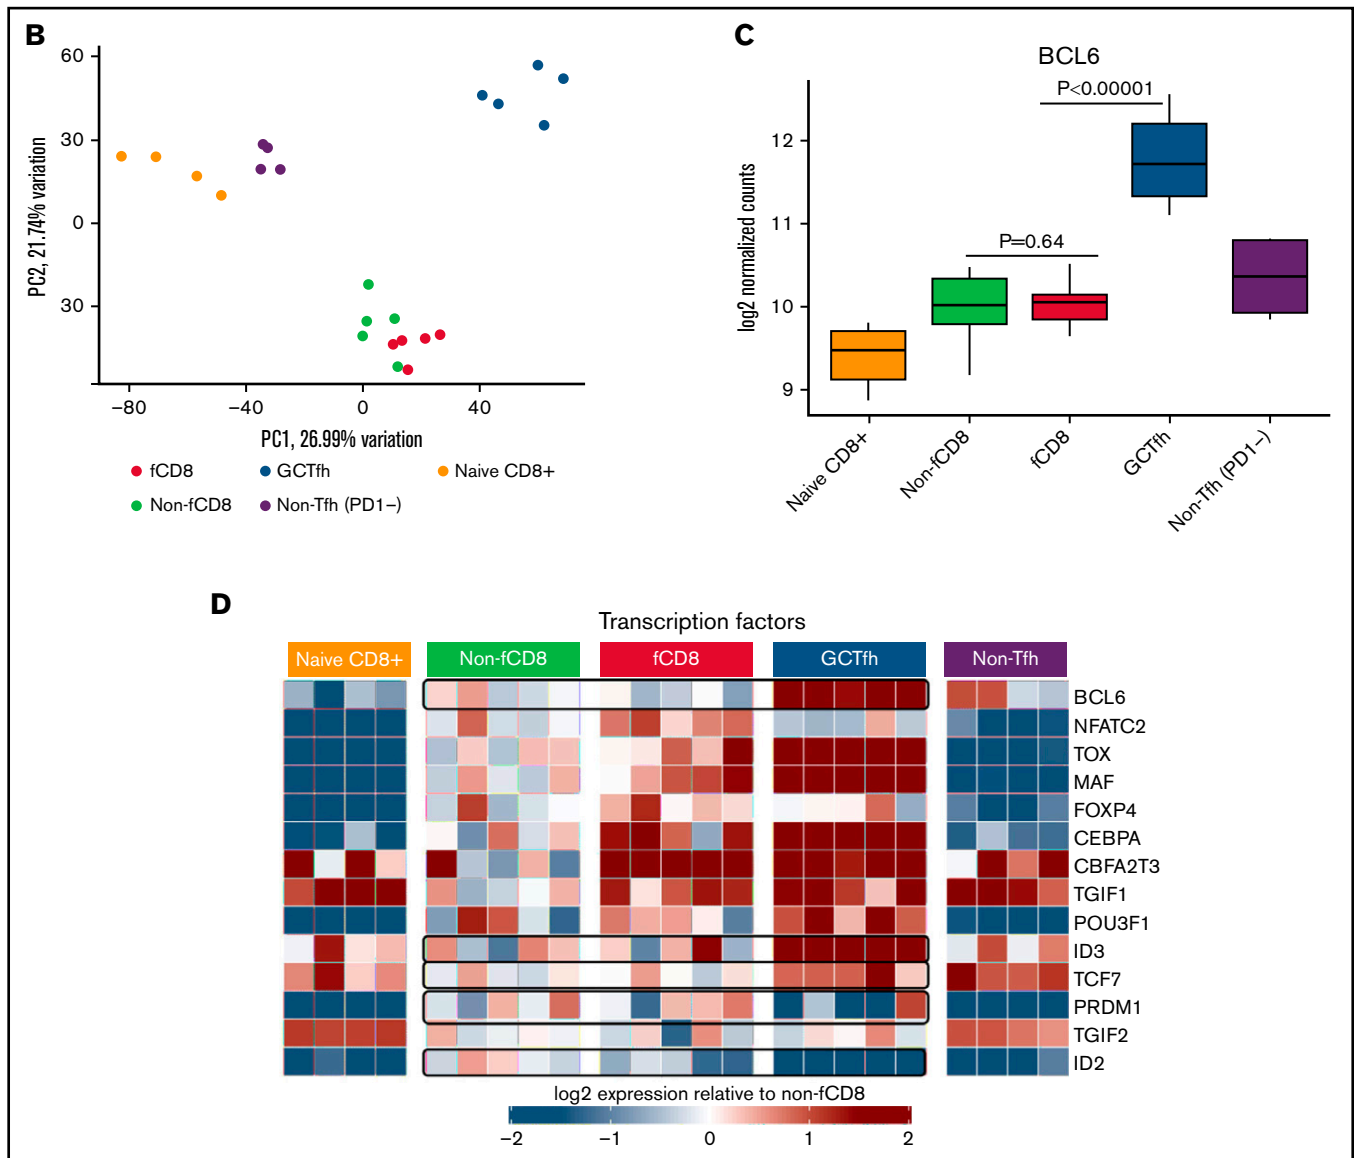 B
60
30
0
30
PC2, 21.74% variation
−80
−40
0
40
PC1, 26.99% variation
fCD8
GCTfh
Naive CD8+
Non-fCD8
Non-Tfh (PD1−)
C
BCL6
P<0.00001
P=0.64
12
11
10
9
log2 normalized counts
Naive CD8+
Non-fCD8
fCD8
GCTfh
Non-Tfh (PD1−)
D
Transcription factors
Naive CD8+
Non-fCD8
fCD8
GCTfh
Non-Tfh
BCL6
NFATC2
TOX
MAF
FOXP4
CEBPA
CBFA2T3
TGIF1
POU3F1
ID3
TCF7
PRDM1
TGIF2
ID2
log2 expression relative to non-fCD8
−2
−1
0
1
2